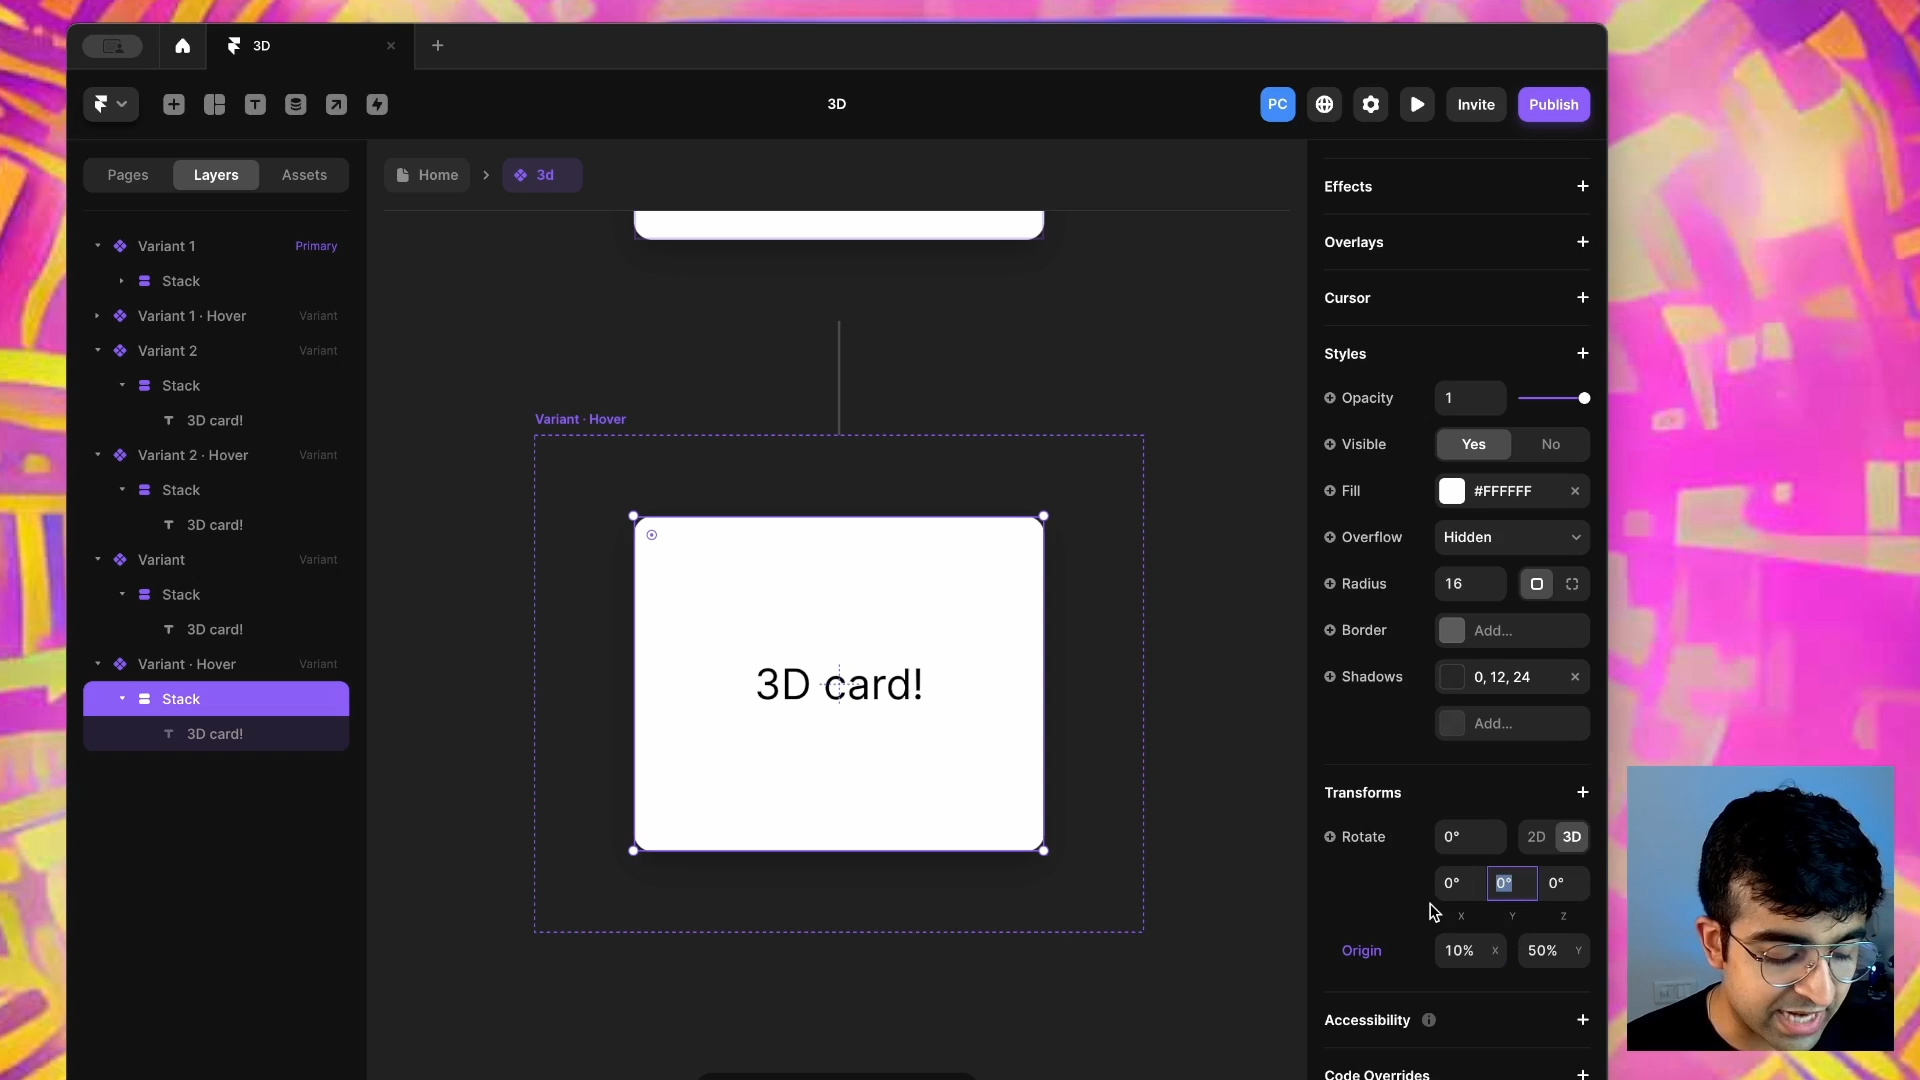 3D
3D
PC
Invite
Publish
Pages
Layers
Assets
Home
3d
Variant 1
Primary
Stack
Variant 1 · Hover
Variant
Variant 2
Variant
Stack
3D card!
Variant 2 · Hover
Variant
Stack
3D card!
Variant
Variant
Stack
3D card!
Variant · Hover
Variant
Stack
3D card!
Variant · Hover
3D card!
Effects
Overlays
Cursor
Styles
Opacity
1
Visible
Yes
No
Fill
#FFFFFF
Overflow
Hidden
Radius
16
Border
Add...
Shadows
0, 12, 24
Add...
Transforms
Rotate
0°
2D
3D
0°
0°
0°
X
Y
Z
Origin
10%
X
50%
Y
Accessibility
Code Overrides